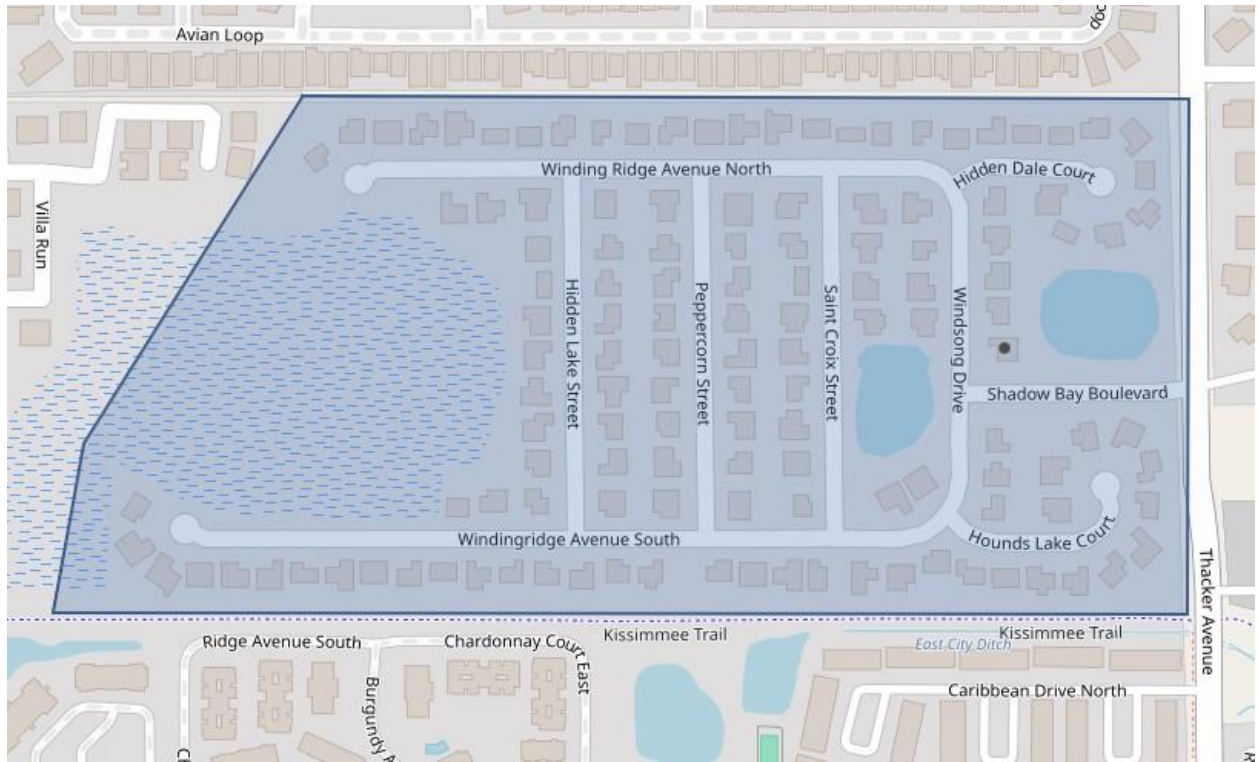 Avian Loop
oop
Winding Ridge Avenue North
Hidden Dale Court
Villa Run
Hidden Lake Street
Peppercorn Street
Saint Croix Street
Windsong Drive
Shadow Bay Boulevard
Windingridge Avenue South
Hounds Lake Court
Thacker Avenue
Kissimmee Trail
Kissimmee Trail
East City Ditch
Ridge Avenue South
Chardonnay Court East
Burgundy A
Caribbean Drive North